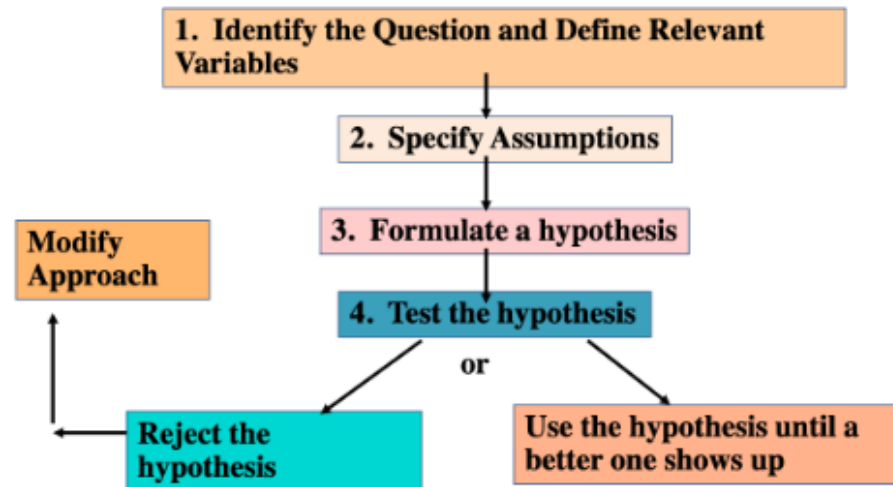 1. Identify the Question and Define Relevant
Variables
2. Specify Assumptions
3. Formulate a hypothesis
Modify
Approach
4. Test the hypothesis
or
Reject the
hypothesis
Use the hypothesis until a
better one shows up